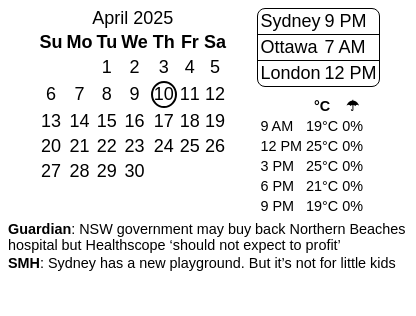 April 2025
Su Mo Tu We Th Fr Sa
1 2 3 4 5
6 7 8 9 10 11 12
13 14 15 16 17 18 19
20 21 22 23 24 25 26
27 28 29 30
Sydney 9 PM
Ottawa 7 AM
London 12 PM
°C ☂
9 AM 19°C 0%
12 PM 25°C 0%
3 PM 25°C 0%
6 PM 21°C 0%
9 PM 19°C 0%
Guardian: NSW government may buy back Northern Beaches
hospital but Healthscope ‘should not expect to profit’
SMH: Sydney has a new playground. But it’s not for little kids